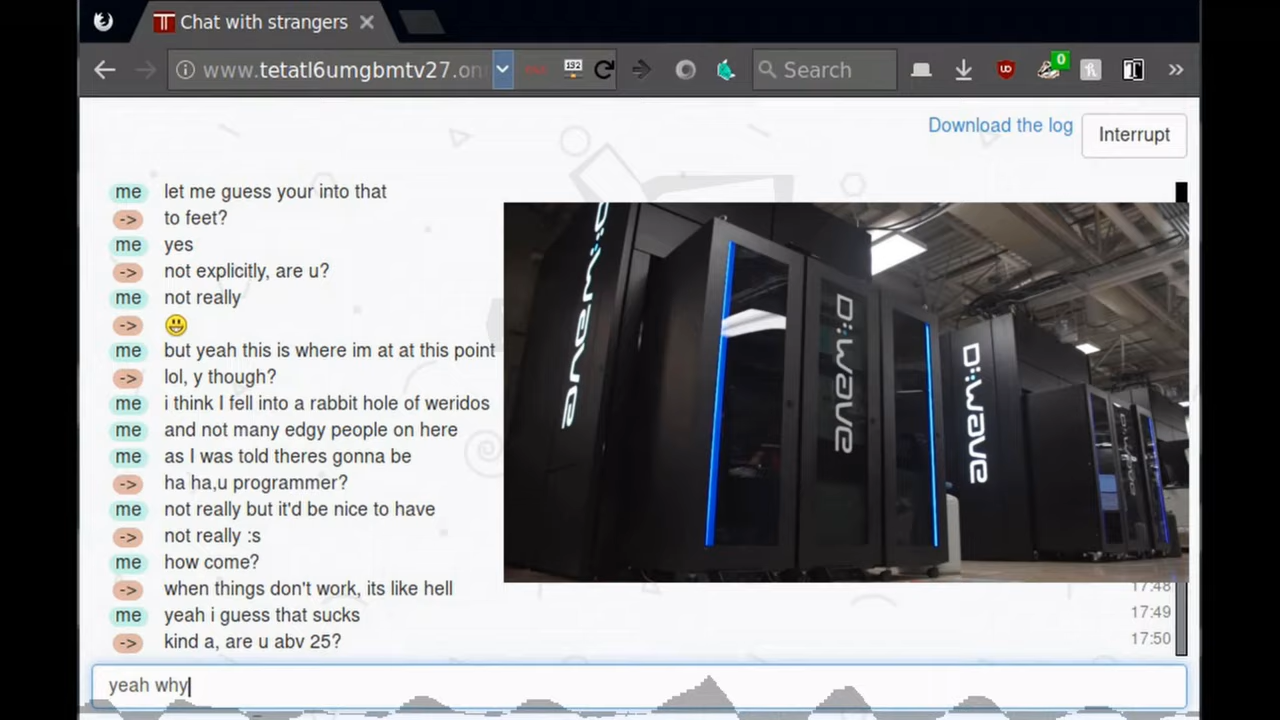 Chat with strangers
www.tetatl6umgbmtv27.on
192
Search
0
Download the log
Interrupt
me let me guess your into that
-> to feet?
me yes
-> not explicitly, are u?
me not really
->
me but yeah this is where im at at this point
-> lol, y though?
me i think I fell into a rabbit hole of weridos
me and not many edgy people on here
me as I was told theres gonna be
-> ha ha,u programmer?
me not really but it'd be nice to have
-> not really :s
me how come?
-> when things don't work, its like hell 17:48
me yeah i guess that sucks 17:49
-> kind a, are u abv 25? 17:50
yeah why
D:wave
D:wave
D:wave
D:wave